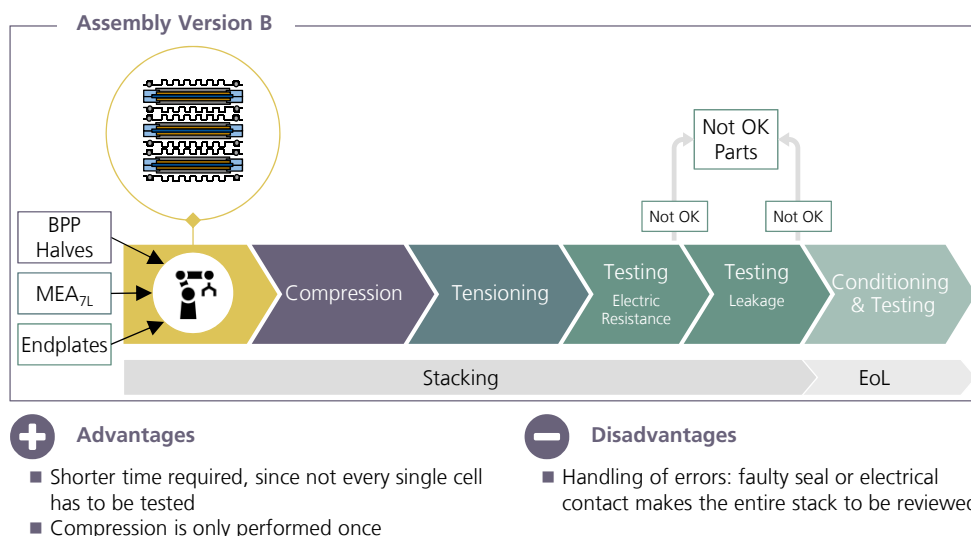 Assembly Version B
Not OK
Parts
Not OK
Not OK
BPP
Halves
MEA7L
Endplates
Compression
Tensioning
Testing
Electric
Resistance
Testing
Leakage
Conditioning
& Testing
Stacking
EoL
Advantages
Shorter time required, since not every single cell
has to be tested
Compression is only performed once
Disadvantages
Handling of errors: faulty seal or electrical
contact makes the entire stack to be reviewed